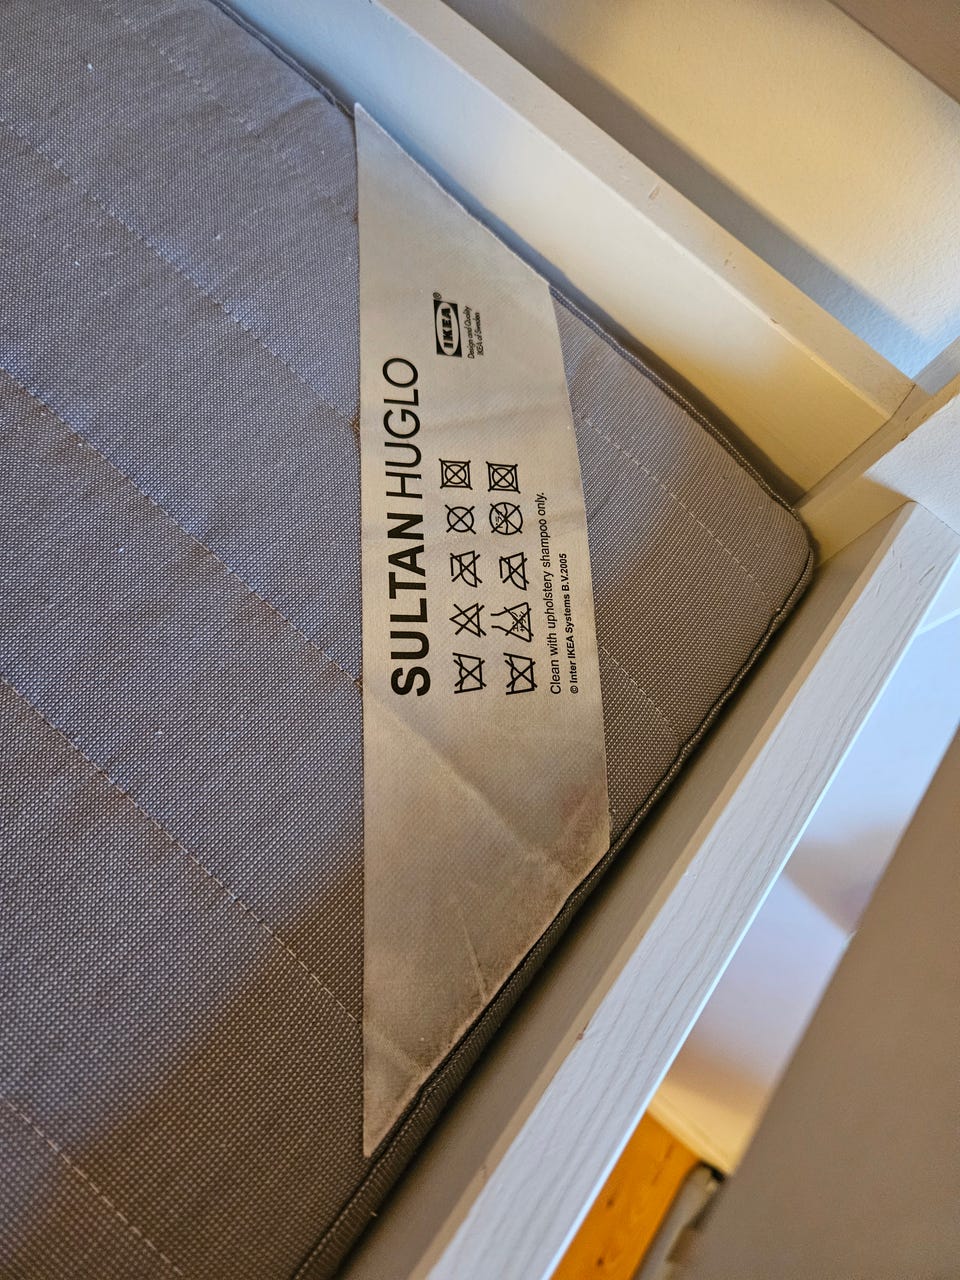 IKEA®
Design and Quality
IKEA of Sweden
SULTAN HUGLO
Clean with upholstery shampoo only.
© Inter IKEA Systems B.V.2005